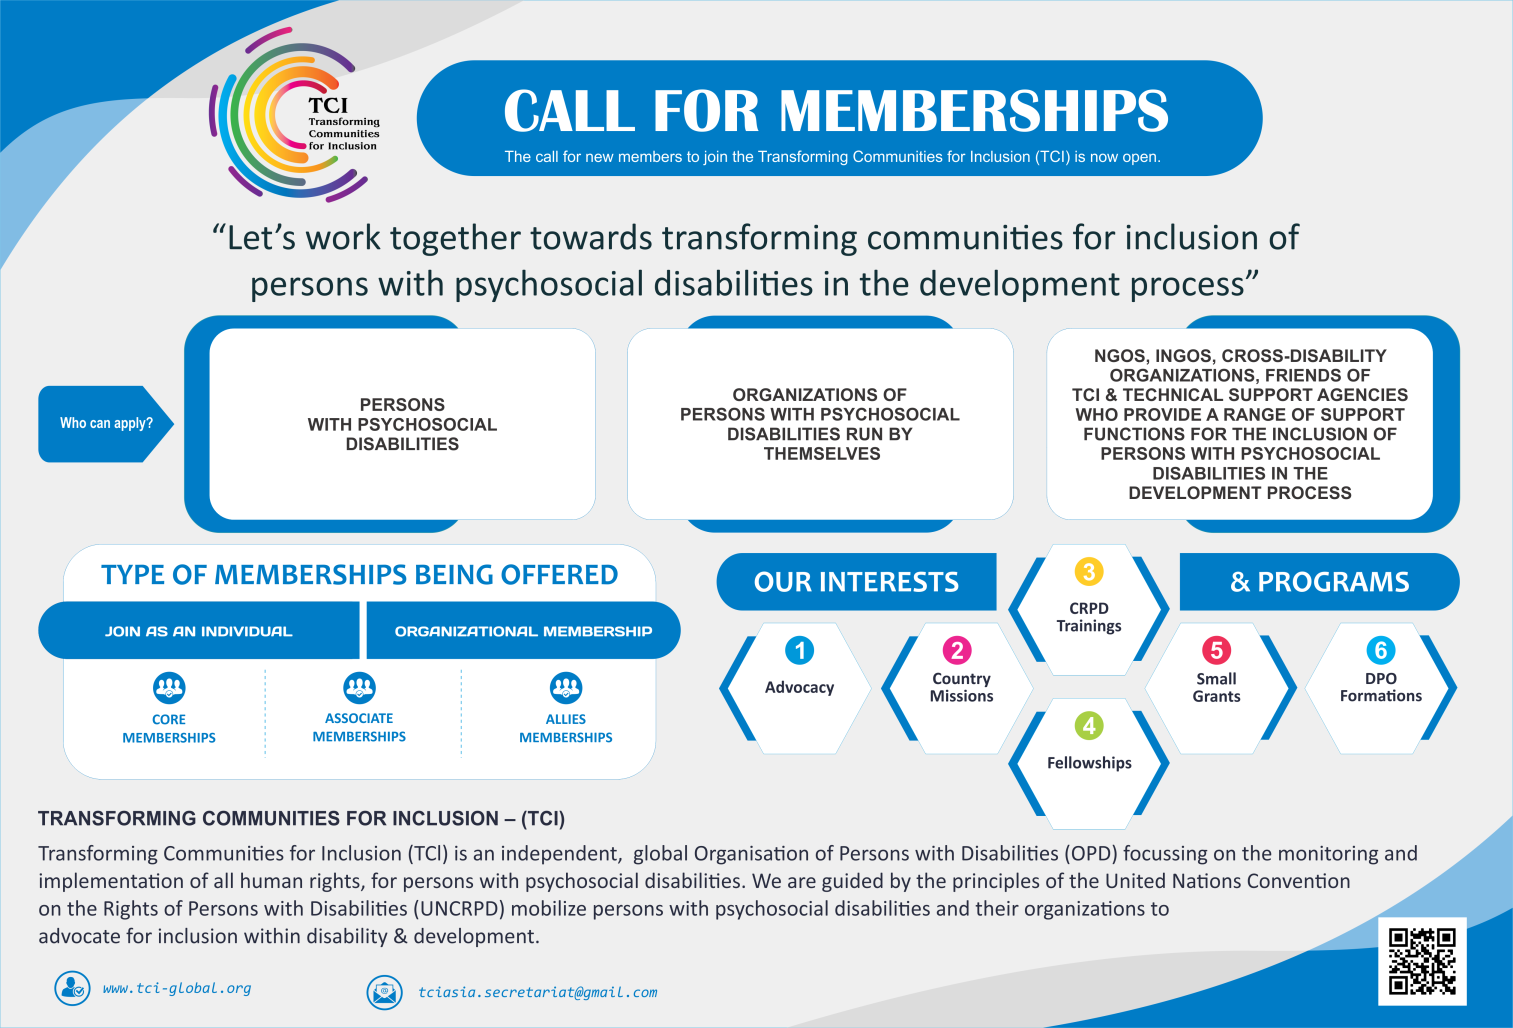 TCI
Transforming
Communities
for Inclusion
CALL FOR MEMBERSHIPS
The call for new members to join the Transforming Communities for Inclusion (TCI) is now open.
“Let’s work together towards transforming communities for inclusion of
persons with psychosocial disabilities in the development process”
Who can apply?
PERSONS
WITH PSYCHOSOCIAL
DISABILITIES
ORGANIZATIONS OF
PERSONS WITH PSYCHOSOCIAL
DISABILITIES RUN BY
THEMSELVES
NGOS, INGOS, CROSS-DISABILITY
ORGANIZATIONS, FRIENDS OF
TCI & TECHNICAL SUPPORT AGENCIES
WHO PROVIDE A RANGE OF SUPPORT
FUNCTIONS FOR THE INCLUSION OF
PERSONS WITH PSYCHOSOCIAL
DISABILITIES IN THE
DEVELOPMENT PROCESS
TYPE OF MEMBERSHIPS BEING OFFERED
JOIN AS AN INDIVIDUAL
ORGANIZATIONAL MEMBERSHIP
CORE
MEMBERSHIPS
ASSOCIATE
MEMBERSHIPS
ALLIES
MEMBERSHIPS
OUR INTERESTS
& PROGRAMS
1
Advocacy
2
Country
Missions
3
CRPD
Trainings
4
Fellowships
5
Small
Grants
6
DPO
Formations
TRANSFORMING COMMUNITIES FOR INCLUSION – (TCI)
Transforming Communities for Inclusion (TCl) is an independent,  global Organisation of Persons with Disabilities (OPD) focussing on the monitoring and
implementation of all human rights, for persons with psychosocial disabilities. We are guided by the principles of the United Nations Convention
on the Rights of Persons with Disabilities (UNCRPD) mobilize persons with psychosocial disabilities and their organizations to
advocate for inclusion within disability & development.
www.tci-global.org
tciasia.secretariat@gmail.com